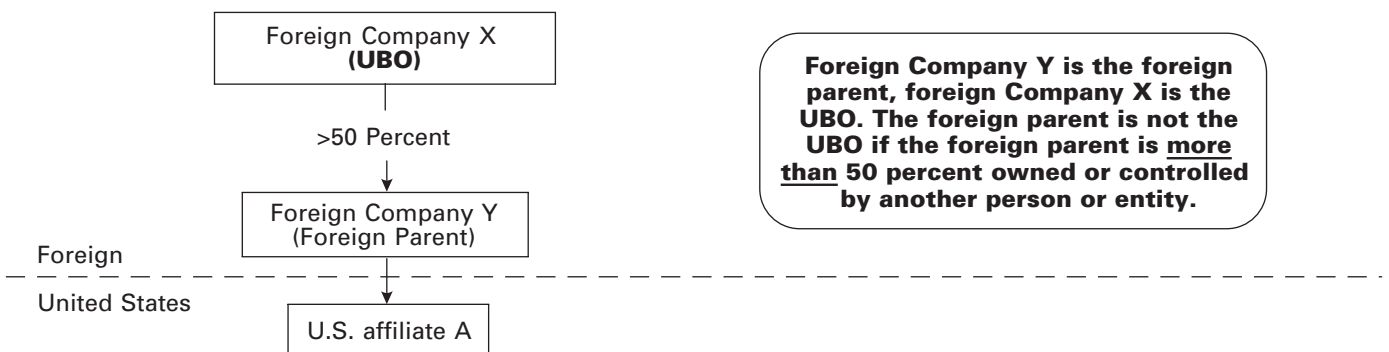 Foreign Company X
(UBO)
>50 Percent
Foreign Company Y
(Foreign Parent)
Foreign
United States
U.S. affiliate A
Foreign Company Y is the foreign
parent, foreign Company X is the
UBO. The foreign parent is not the
UBO if the foreign parent is more
than 50 percent owned or controlled
by another person or entity.